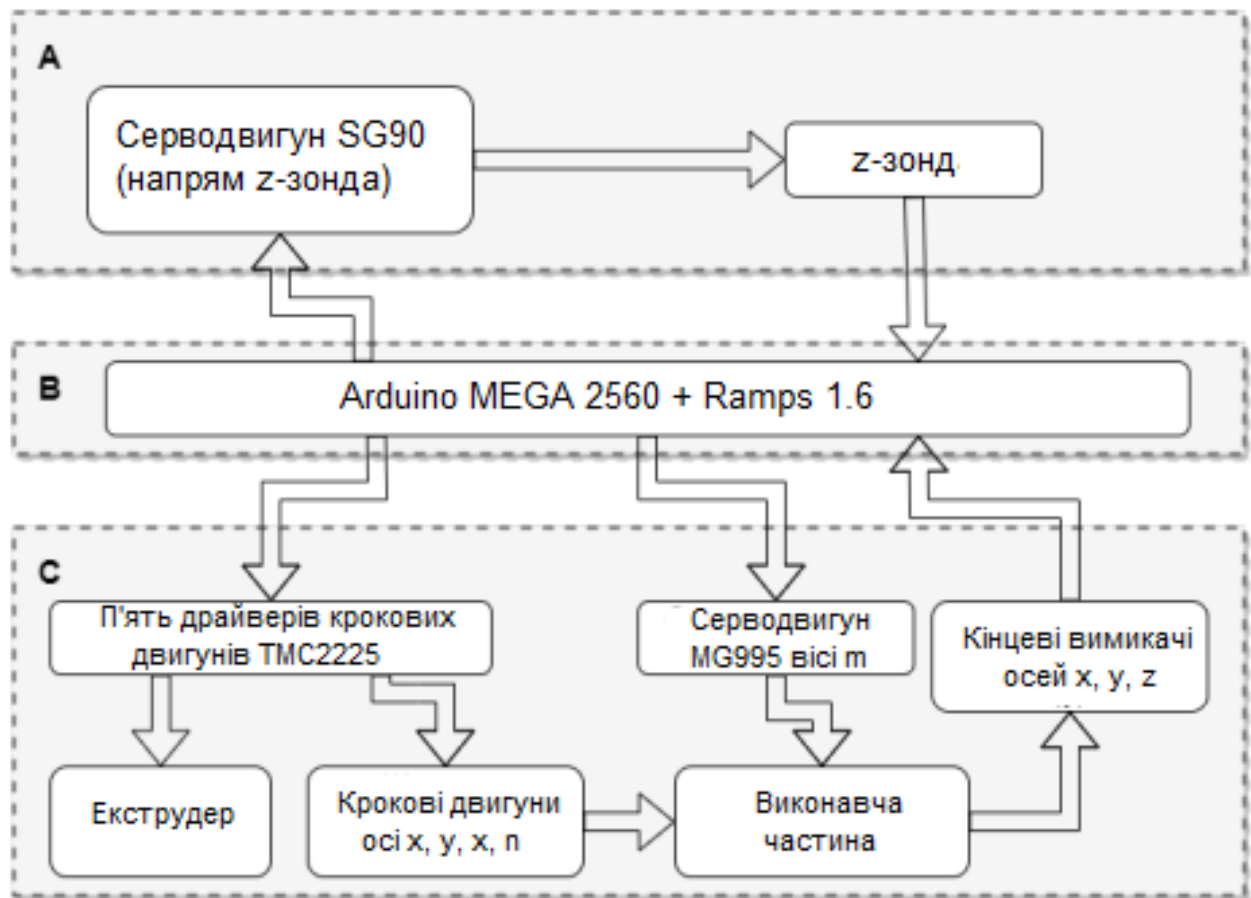 A
Серводвигун SG90
(напрям z-зонда)
z-зонд
B
Arduino MEGA 2560 + Ramps 1.6
C
П'ять драйверів крокових
двигунів TMC2225
Серводвигун
MG995 вісі m
Кінцеві вимикачі
осей x, y, z
Екструдер
Крокові двигуни
осі x, y, x, n
Виконавча
частина